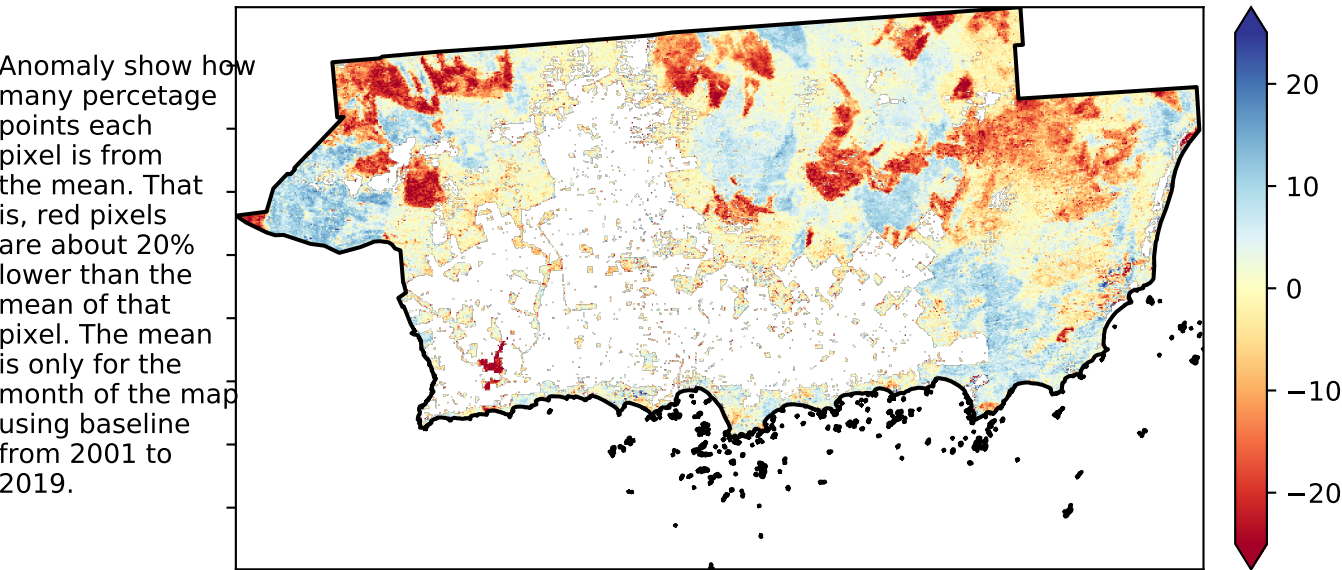 Anomaly show how
many percetage
points each
pixel is from
the mean. That
is, red pixels
are about 20%
lower than the
mean of that
pixel. The mean
is only for the
month of the map
using baseline
from 2001 to
2019.
20
10
0
−10
−20